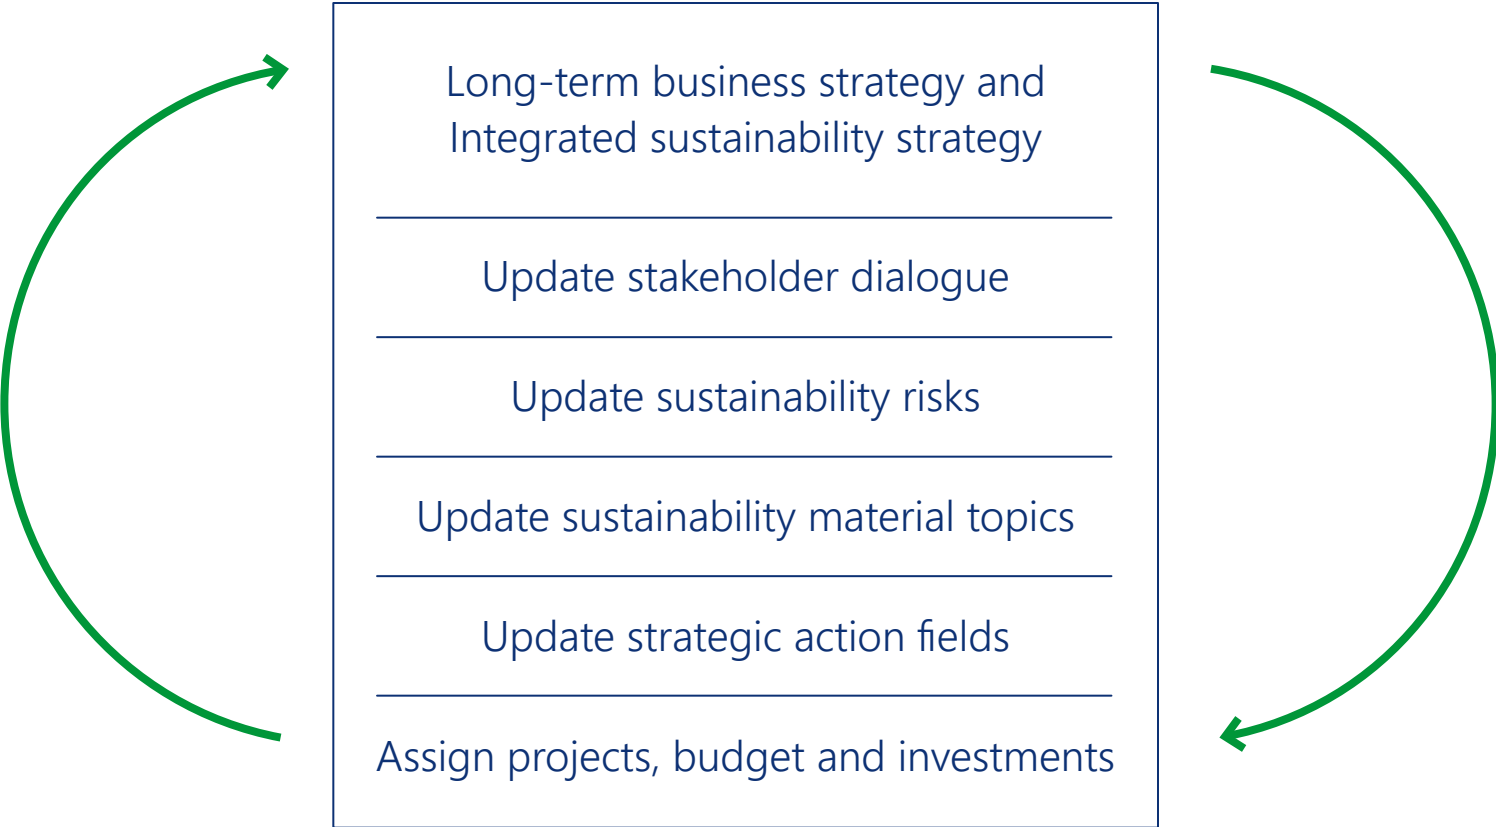 Long-term business strategy and
Integrated sustainability strategy
Update stakeholder dialogue
Update sustainability risks
Update sustainability material topics
Update strategic action fields
Assign projects, budget and investments